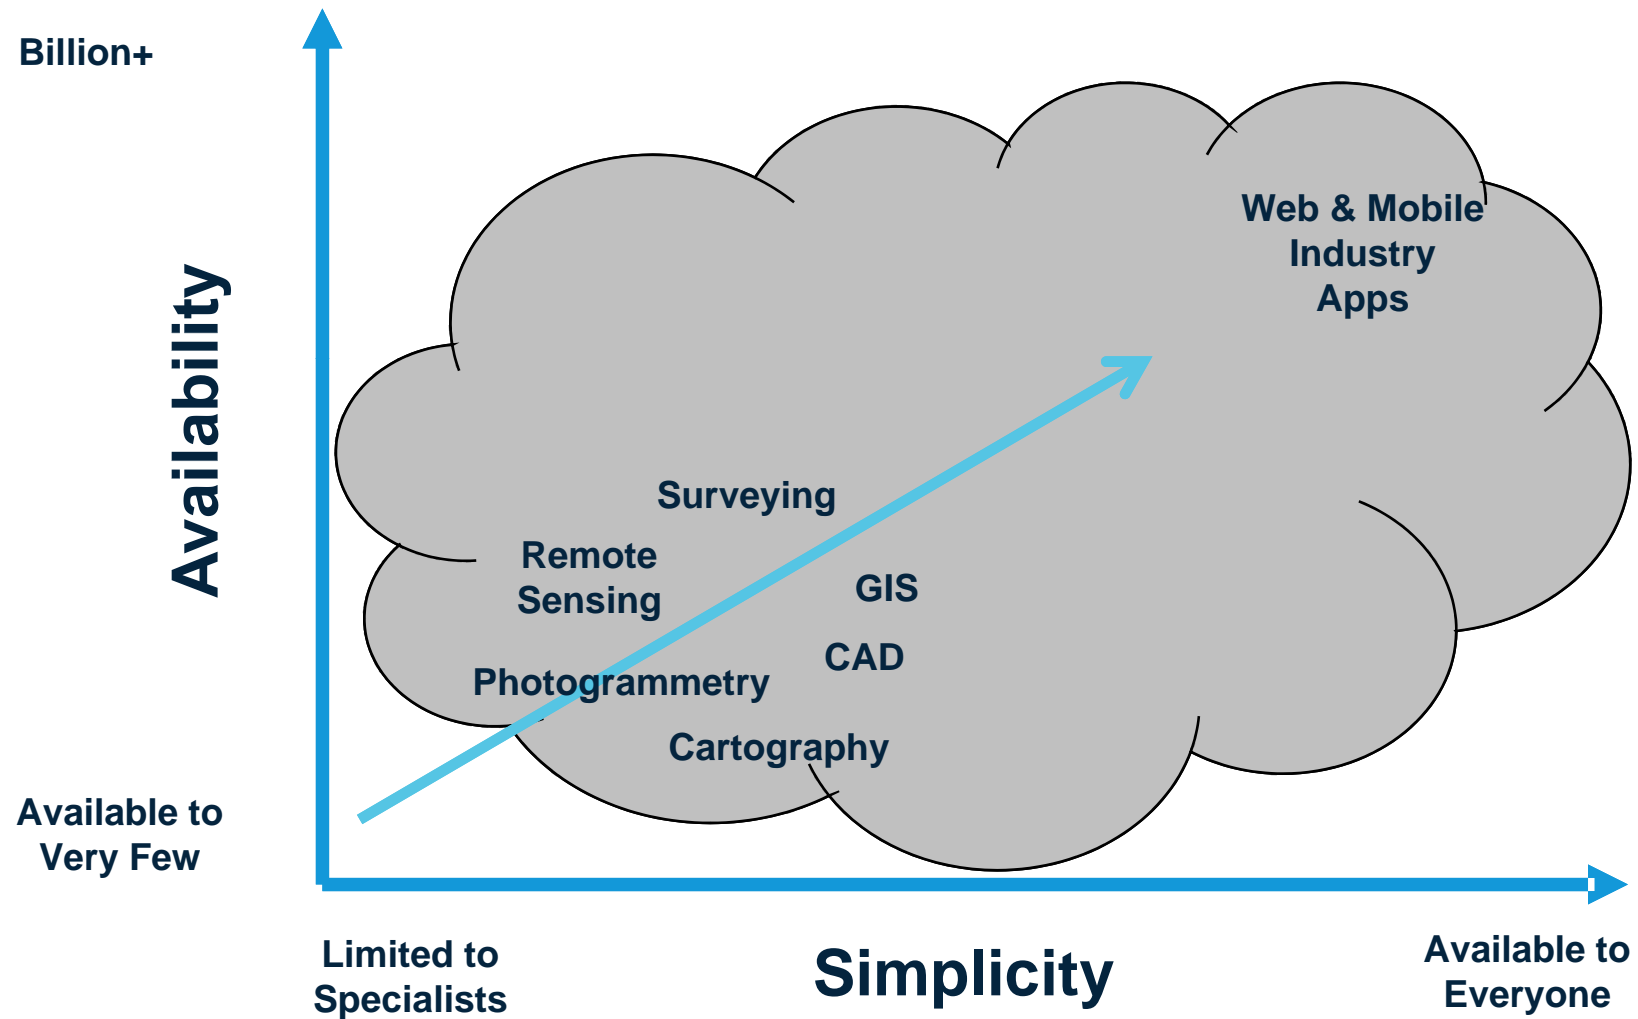 Billion+
Availability
Web & Mobile
Industry
Apps
Surveying
Remote
Sensing
GIS
CAD
Photogrammetry
Cartography
Available to
Very Few
Limited to
Specialists
Simplicity
Available to
Everyone